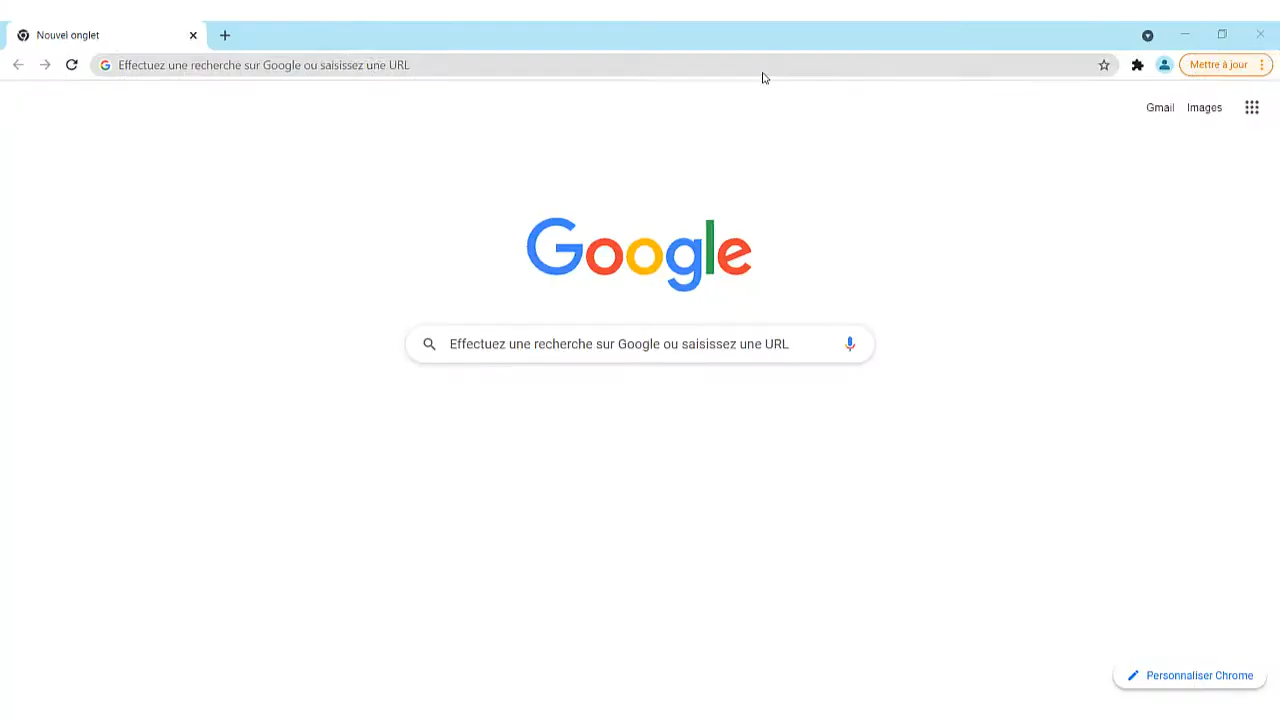 Nouvel onglet
Effectuez une recherche sur Google ou saisissez une URL
Mettre à jour
Gmail Images
Google
Effectuez une recherche sur Google ou saisissez une URL
Personnaliser Chrome